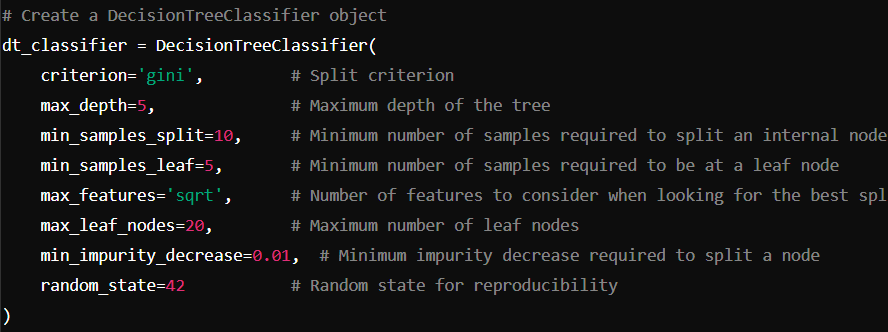 # Create a DecisionTreeClassifier object
dt_classifier = DecisionTreeClassifier(
    criterion='gini',         # Split criterion
    max_depth=5,              # Maximum depth of the tree
    min_samples_split=10,     # Minimum number of samples required to split an internal node
    min_samples_leaf=5,       # Minimum number of samples required to be at a leaf node
    max_features='sqrt',      # Number of features to consider when looking for the best spl
    max_leaf_nodes=20,        # Maximum number of leaf nodes
    min_impurity_decrease=0.01,  # Minimum impurity decrease required to split a node
    random_state=42           # Random state for reproducibility
)